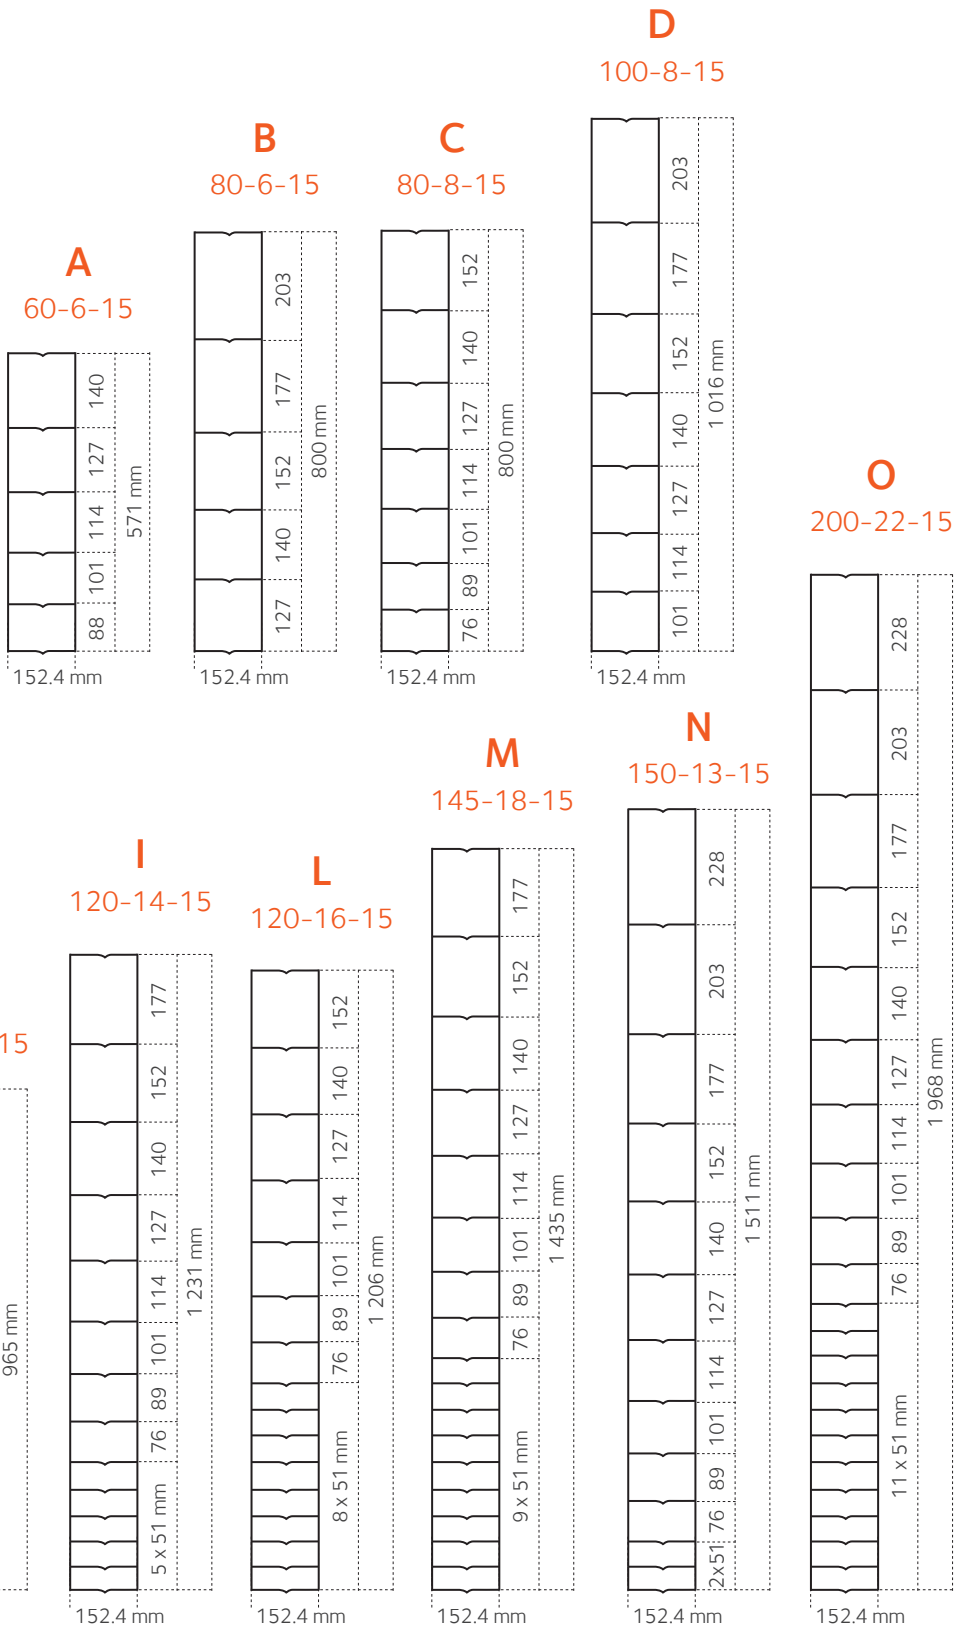 D
100-8-15
203
177
152
140
127
114
101
1 016 mm
152.4 mm
B
80-6-15
203
177
152
140
127
800 mm
152.4 mm
C
80-8-15
152
140
127
114
101
89
76
800 mm
152.4 mm
A
60-6-15
140
127
114
101
88
571 mm
152.4 mm
O
200-22-15
228
203
177
152
140
127
114
101
89
76
11 x 51 mm
1 968 mm
152.4 mm
N
150-13-15
228
203
177
152
140
127
114
101
89
76
2x51
1 511 mm
152.4 mm
M
145-18-15
177
152
140
127
114
101
89
76
9 x 51 mm
1 435 mm
152.4 mm
I
120-14-15
177
152
140
127
114
101
89
76
5 x 51 mm
1 231 mm
152.4 mm
L
120-16-15
152
140
127
114
101
89
76
8 x 51 mm
1 206 mm
152.4 mm
15
965 mm